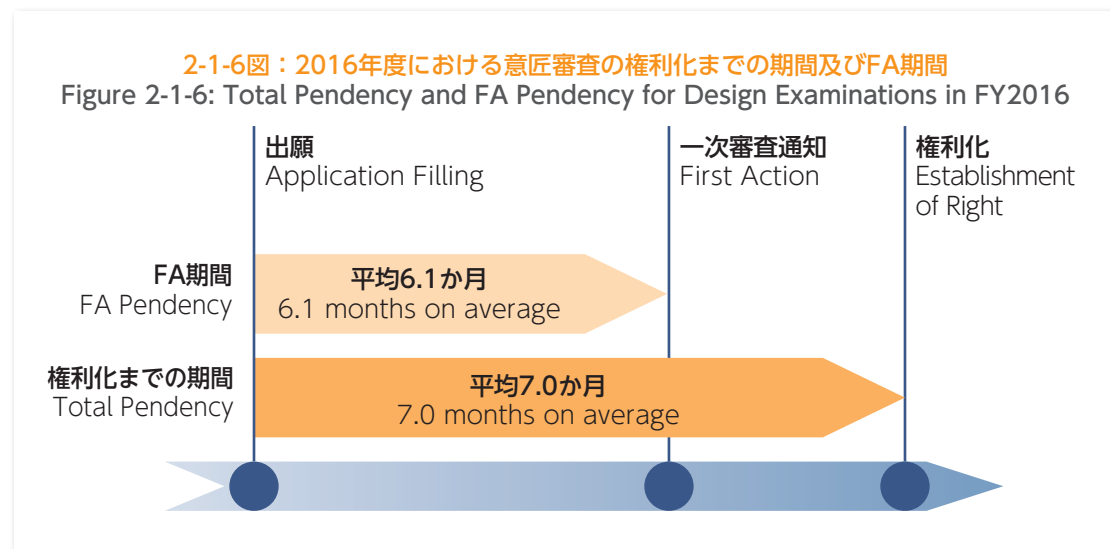 2-1-6図：2016年度における意匠審査の権利化までの期間及びFA期間
Figure 2-1-6: Total Pendency and FA Pendency for Design Examinations in FY2016
出願
Application Filling
一次審査通知
First Action
権利化
Establishment
of Right
FA期間
FA Pendency
平均6.1か月
6.1 months on average
権利化までの期間
Total Pendency
平均7.0か月
7.0 months on average